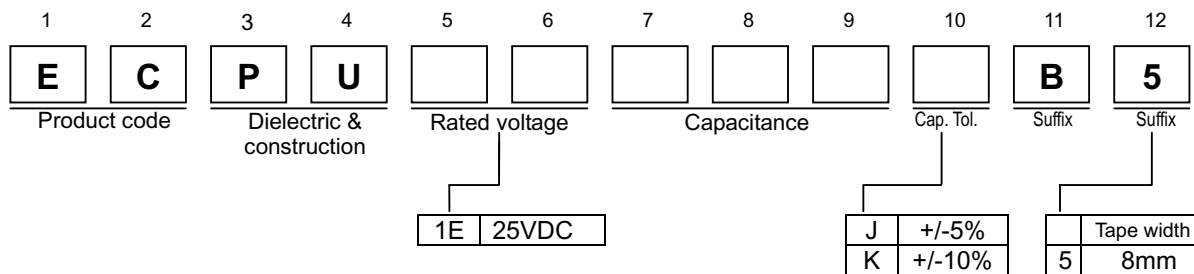 1 2 3 4 5 6 7 8 9 10 11 12
E C P U B 5
Product code Dielectric & construction Rated voltage Capacitance Cap. Tol. Suffix Suffix
1E 25VDC
J +/-5%
K +/-10%
Tape width
5 8mm